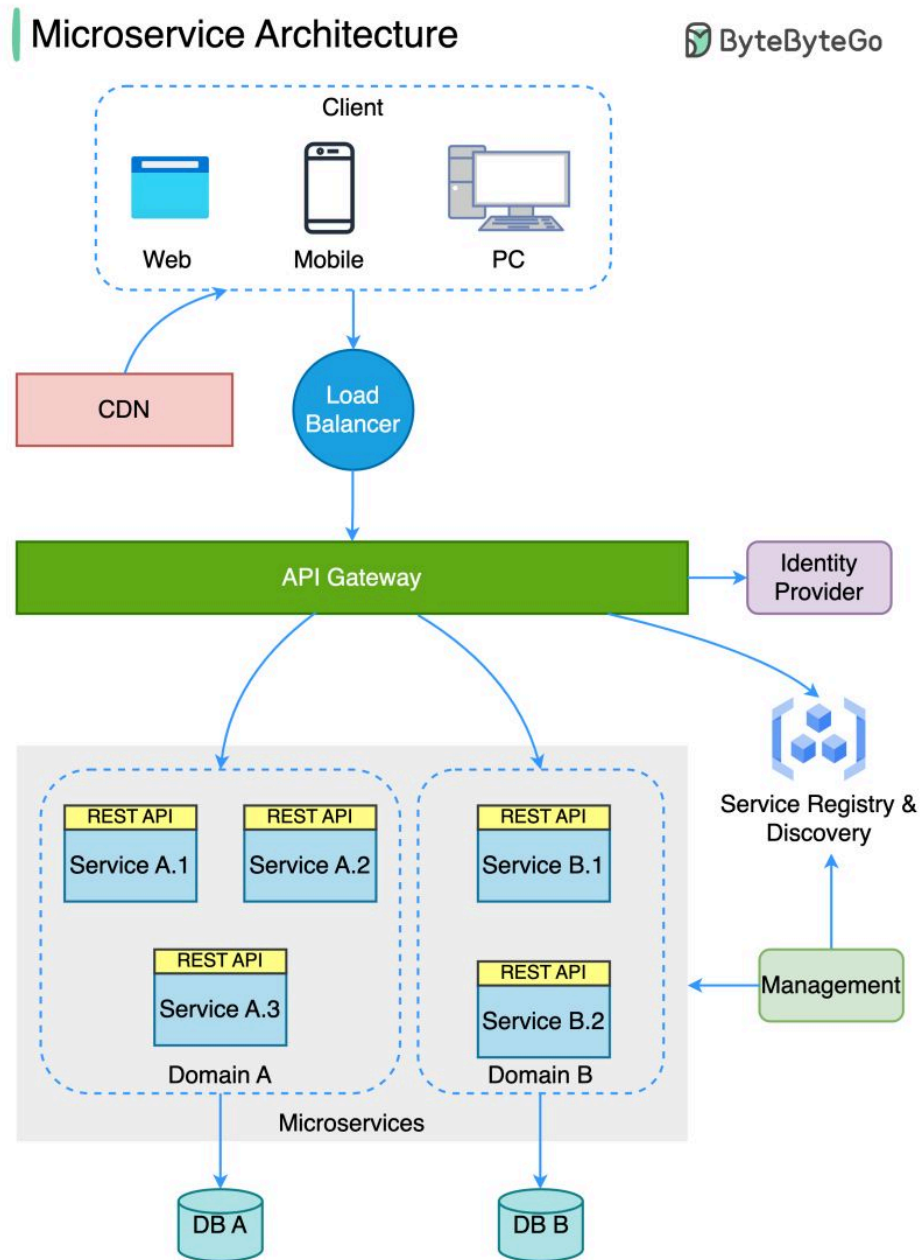 Microservice Architecture
ByteByteGo
Client
Web
Mobile
PC
CDN
Load
Balancer
API Gateway
Identity
Provider
Service Registry &
Discovery
REST API
Service A.1
REST API
Service A.2
REST API
Service B.1
REST API
Service A.3
REST API
Service B.2
Management
Domain A
Domain B
Microservices
DB A
DB B